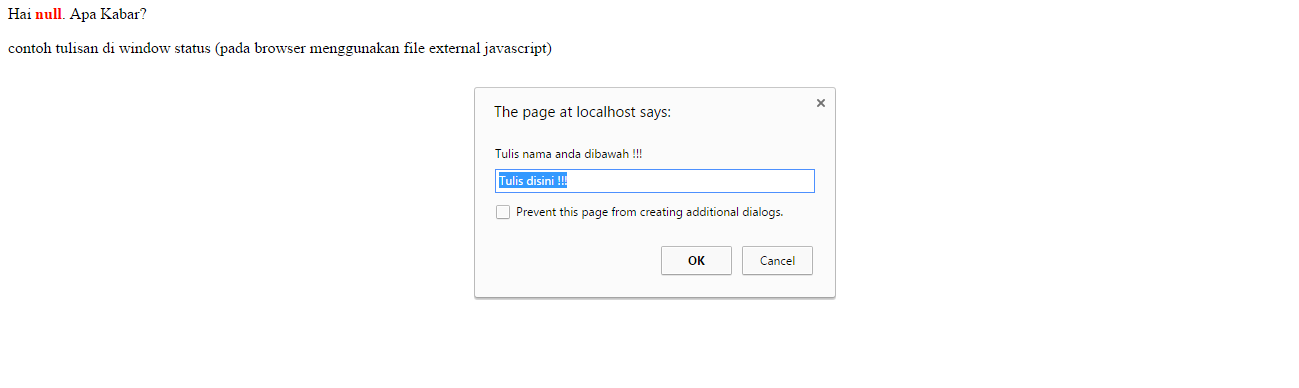 Hai null. Apa Kabar?
contoh tulisan di window status (pada browser menggunakan file external javascript)
The page at localhost says:
Tulis nama anda dibawah !!!
Tulis disini !!!
Prevent this page from creating additional dialogs.
OK Cancel